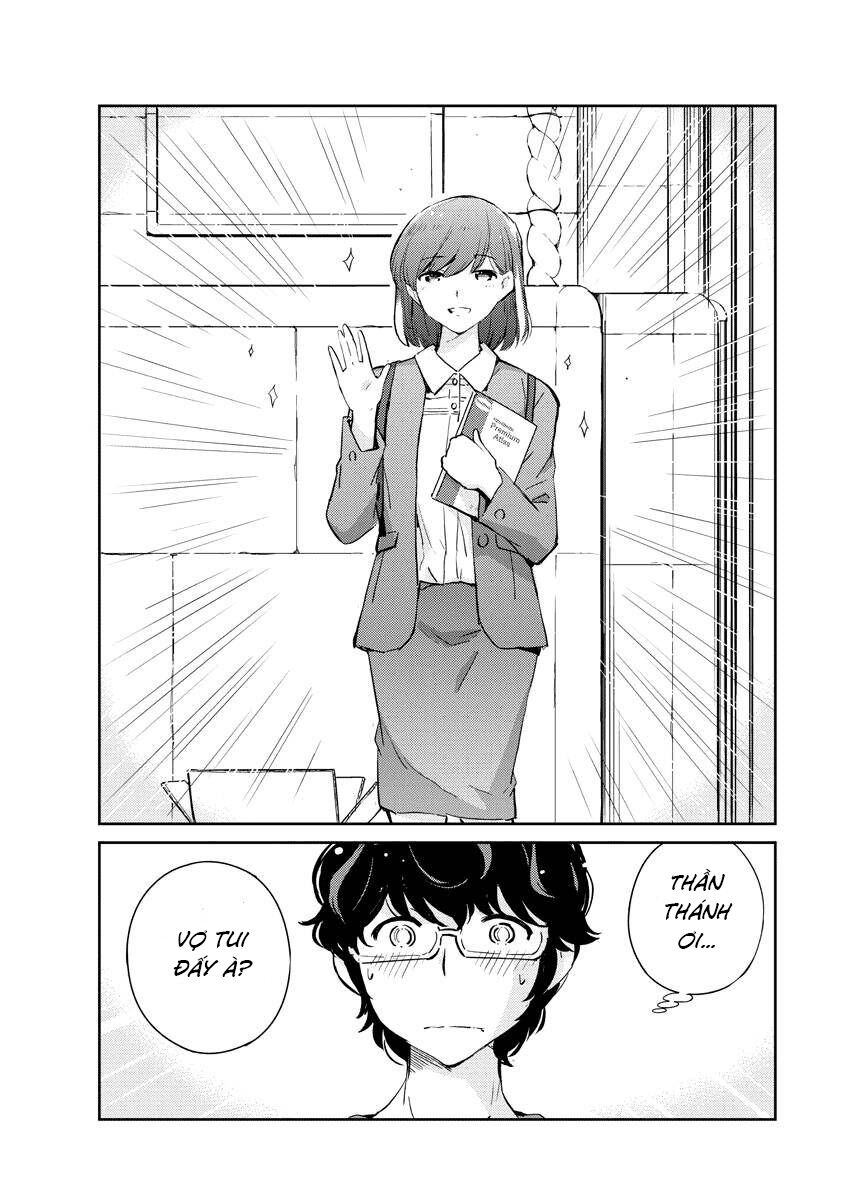 Premium
Atlas
THẦN
THÁNH
ƠI...
VỢ TUI
ĐẤY À?